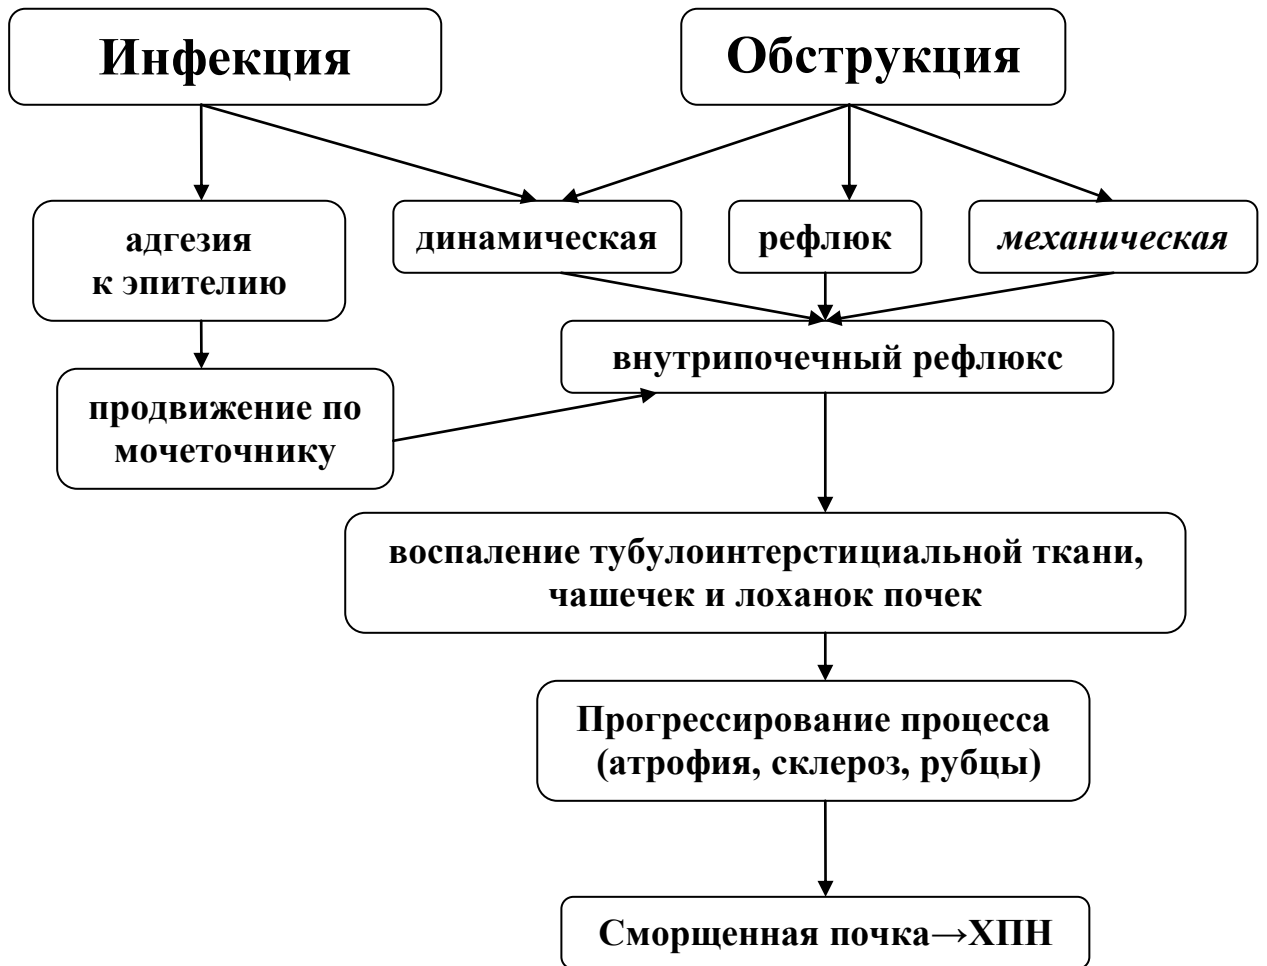 Инфекция
Обструкция
адгезия
к эпителию
динамическая
рефлюк
механическая
внутрипочечный рефлюкс
продвижение по
мочеточнику
воспаление тубулоинтерстициальной ткани,
чашечек и лоханок почек
Прогрессирование процесса
(атрофия, склероз, рубцы)
Сморщенная почка→ХПН